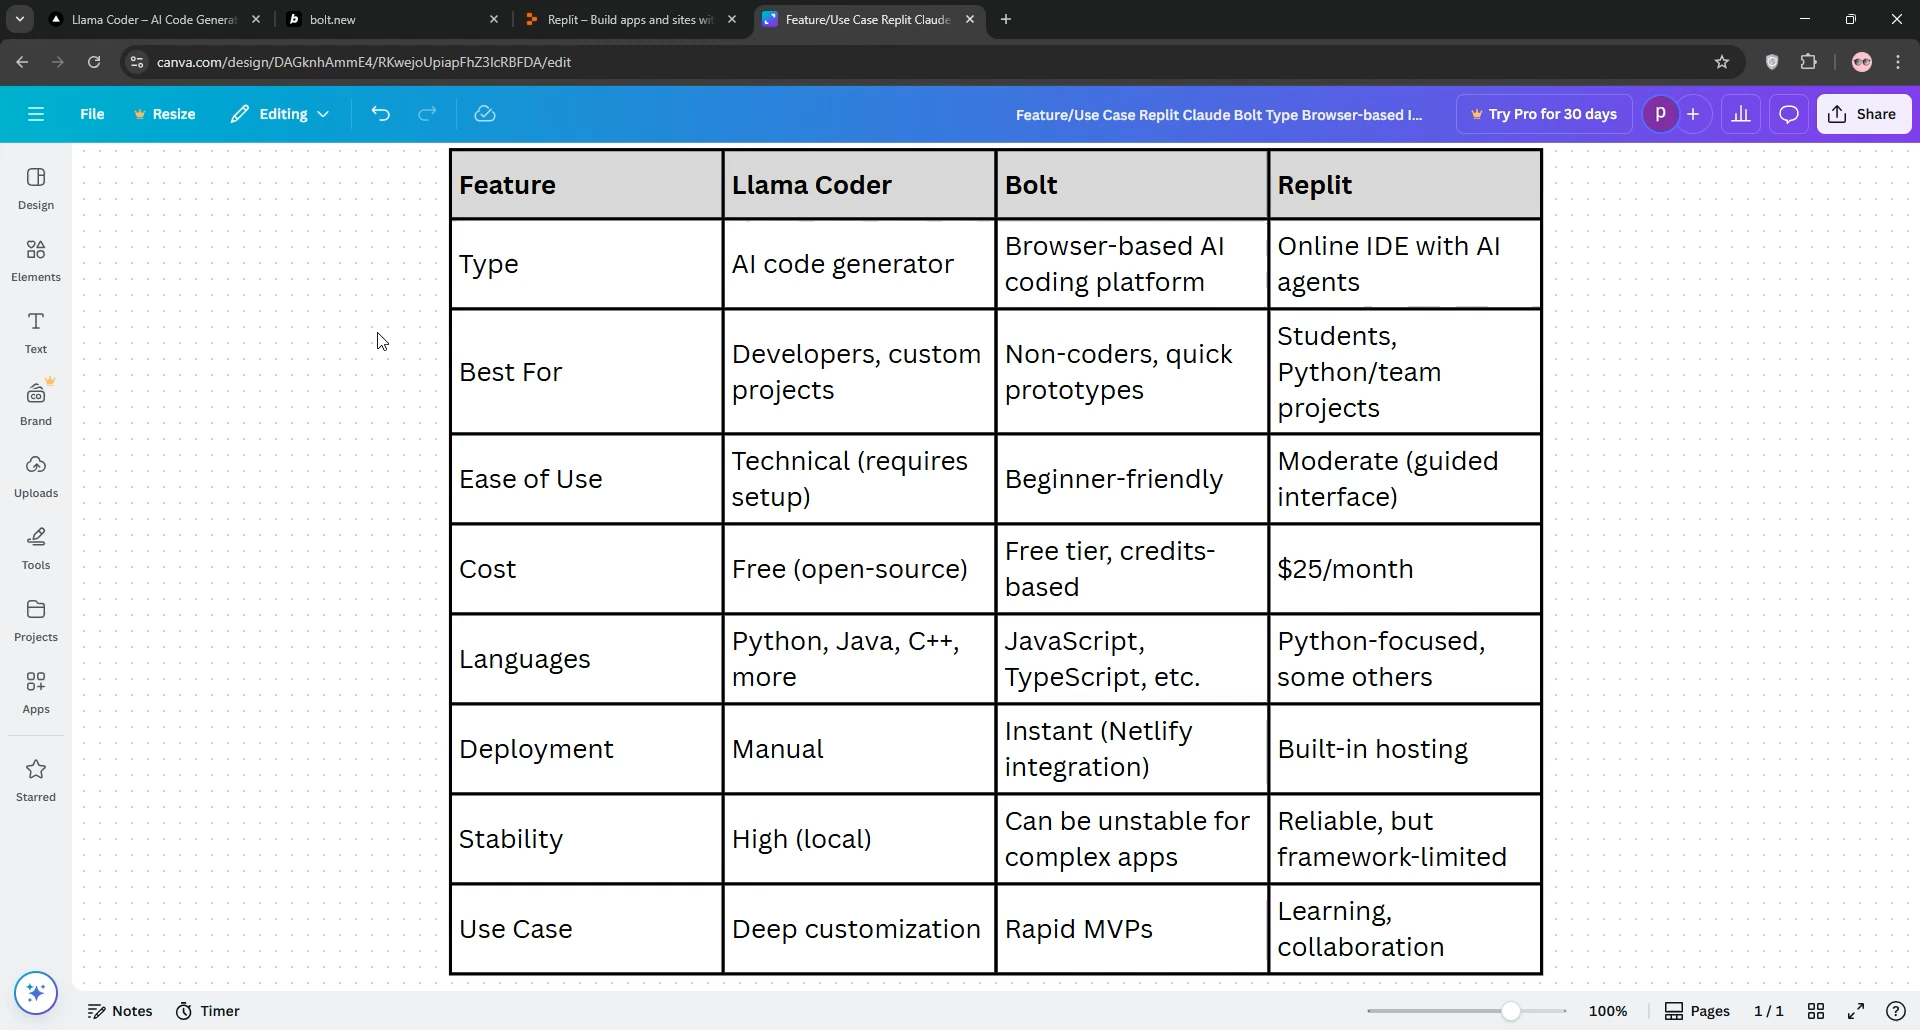 Llama Coder – AI Code Generat
bolt.new
Replit – Build apps and sites wi
Feature/Use Case Replit Claude
canva.com/design/DAGknhAmmE4/RKwejoUpiapFhZ3lcRBFDA/edit
File
Resize
Editing
Feature/Use Case Replit Claude Bolt Type Browser-based I...
Try Pro for 30 days
P
Share
Design
Elements
Text
Brand
Uploads
Tools
Projects
Apps
Starred
Feature
Llama Coder
Bolt
Replit
Type
AI code generator
Browser-based AI
coding platform
Online IDE with AI
agents
Best For
Developers, custom
projects
Non-coders, quick
prototypes
Students,
Python/team
projects
Ease of Use
Technical (requires
setup)
Beginner-friendly
Moderate (guided
interface)
Cost
Free (open-source)
Free tier, credits-
based
$25/month
Languages
Python, Java, C++,
more
JavaScript,
TypeScript, etc.
Python-focused,
some others
Deployment
Manual
Instant (Netlify
integration)
Built-in hosting
Stability
High (local)
Can be unstable for
complex apps
Reliable, but
framework-limited
Use Case
Deep customization
Rapid MVPs
Learning,
collaboration
Notes
Timer
100%
Pages
1 / 1